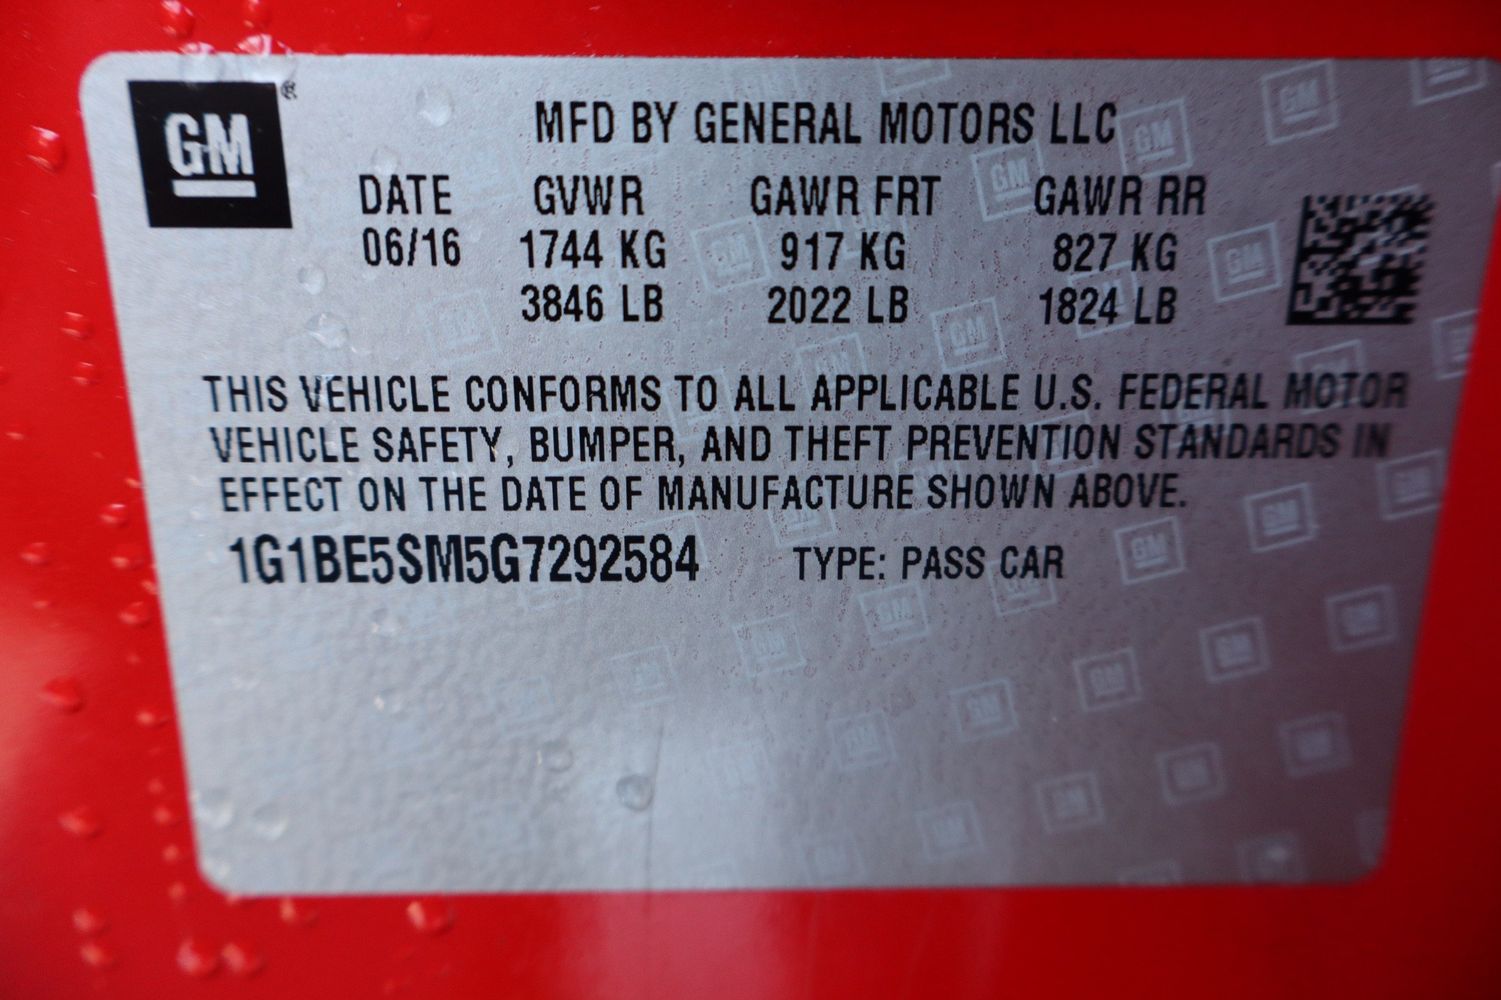 GM®
MFD BY GENERAL MOTORS LLC
DATE GVWR GAWR FRT GAWR RR
06/16 1744 KG 917 KG 827 KG
3846 LB 2022 LB 1824 LB
THIS VEHICLE CONFORMS TO ALL APPLICABLE U.S. FEDERAL MOTOR
VEHICLE SAFETY, BUMPER, AND THEFT PREVENTION STANDARDS IN
EFFECT ON THE DATE OF MANUFACTURE SHOWN ABOVE.
1G1BE5SM5G7292584 TYPE: PASS CAR